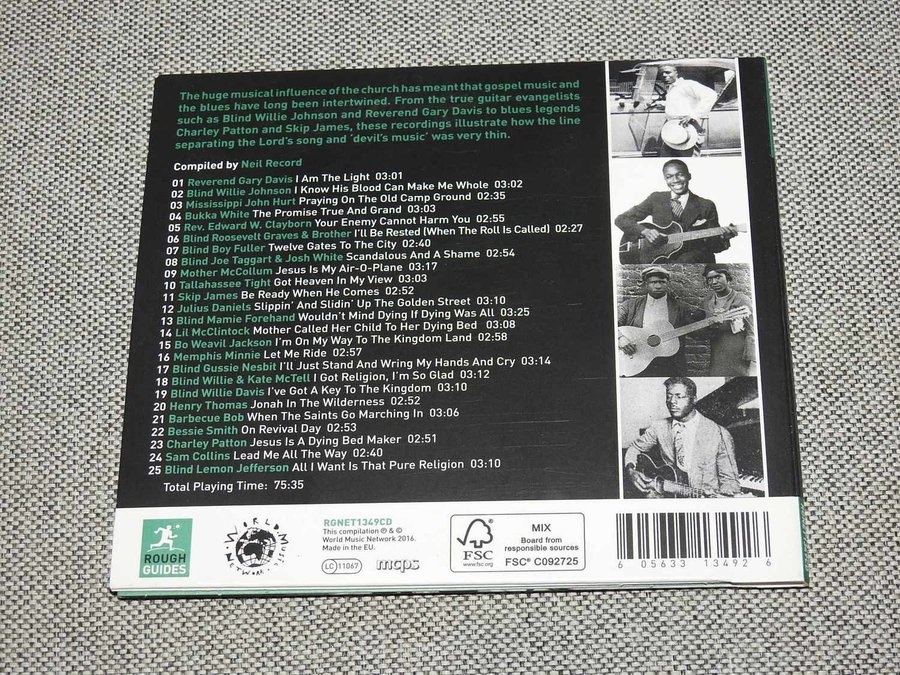 The huge musical influence of the church has meant that gospel music and
the blues have long been intertwined. From the true guitar evangelists
such as Blind Willie Johnson and Reverend Gary Davis to blues legends
Charley Patton and Skip James, these recordings illustrate how the line
separating the Lord's song and 'devil's music' was very thin.
Compiled by Neil Record
01 Reverend Gary Davis I Am The Light 03:01
02 Blind Willie Johnson I Know His Blood Can Make Me Whole 03:02
03 Mississippi John Hurt Praying On The Old Camp Ground 02:35
04 Bukka White The Promise True And Grand 03:03
05 Rev. Edward W. Clayborn Your Enemy Cannot Harm You 02:55
06 Blind Roosevelt Graves & Brother I'll Be Rested (When The Roll Is Called) 02:27
07 Blind Boy Fuller Twelve Gates To The City 02:40
08 Blind Joe Taggart & Josh White Scandalous And A Shame 02:54
09 Mother McCollum Jesus Is My Air-O-Plane 03:17
10 Tallahassee Tight Got Heaven In My View 03:03
11 Skip James Be Ready When He Comes 02:52
12 Julius Daniels Slippin' And Slidin' Up The Golden Street 03:10
13 Blind Mamie Forehand Wouldn't Mind Dying If Dying Was All 03:25
14 Lil McClintock Mother Called Her Child To Her Dying Bed 03:08
15 Bo Weavil Jackson I'm On My Way To The Kingdom Land 02:58
16 Memphis Minnie Let Me Ride 02:57
17 Blind Gussie Nesbit I'll Just Stand And Wring My Hands And Cry 03:14
18 Blind Willie & Kate McTell I Got Religion, I'm So Glad 03:12
19 Blind Willie Davis I've Got A Key To The Kingdom 03:10
20 Henry Thomas Jonah In The Wilderness 02:52
21 Barbecue Bob When The Saints Go Marching In 03:06
22 Bessie Smith On Revival Day 02:53
23 Charley Patton Jesus Is A Dying Bed Maker 02:51
24 Sam Collins Lead Me All The Way 02:40
25 Blind Lemon Jefferson All I Want Is That Pure Religion 03:10
Total Playing Time: 75:35
ROUGH
GUIDES
WORLD MUSIC NETWORK
RGNET1349CD
This compilation ℗ & ©
World Music Network 2016.
Made in the EU.
LC 11067
mcps
FSC
www.fsc.org
MIX
Board from
responsible sources
FSC® C092725
6 05633 13492 6